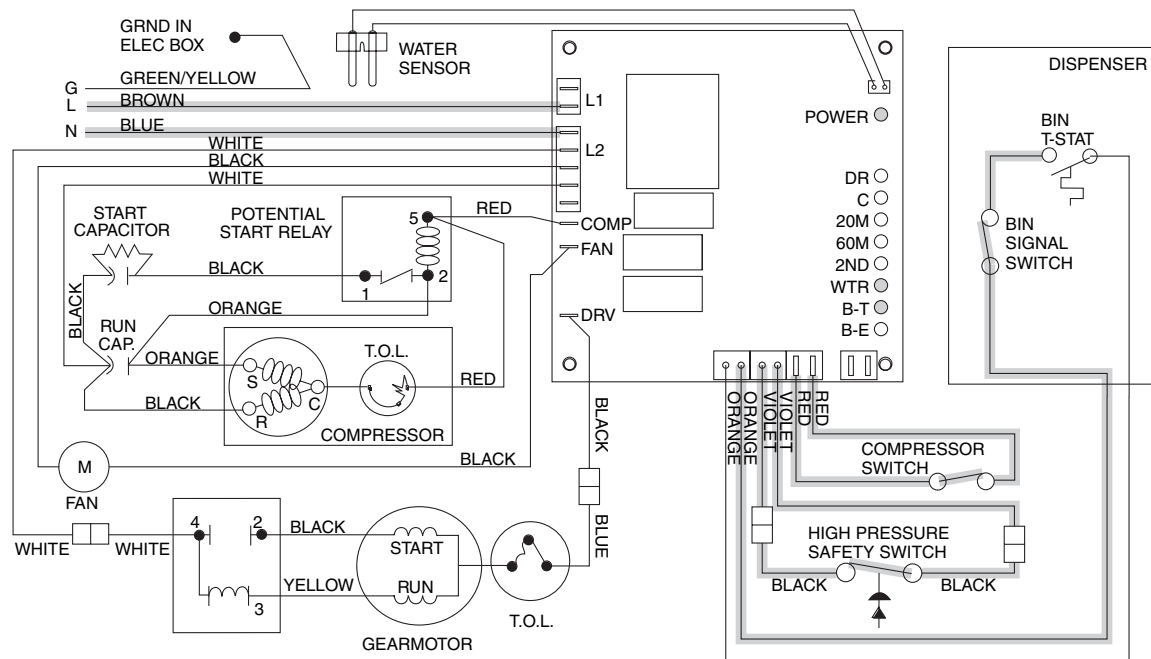 GRND IN
ELEC BOX
WATER
SENSOR
DISPENSER
G
GREEN/YELLOW
L
BROWN
L1
POWER
BIN
T-STAT
N
BLUE
WHITE
L2
BLACK
WHITE
DR
C
START
CAPACITOR
POTENTIAL
START RELAY
5
RED
COMP
20M
BIN
SIGNAL
SWITCH
FAN
60M
BLACK
1
2
2ND
WTR
ORANGE
DRV
B-T
B-E
BLACK
RUN
CAP.
ORANGE
T.O.L.
S
C
RED
BLACK
R
COMPRESSOR
ORANGE
ORANGE
VIOLET
VIOLET
RED
RED
BLACK
COMPRESSOR
SWITCH
M
BLACK
FAN
4
2
BLACK
START
BLUE
HIGH PRESSURE
SAFETY SWITCH
WHITE
WHITE
YELLOW
RUN
BLACK
BLACK
3
T.O.L.
GEARMOTOR